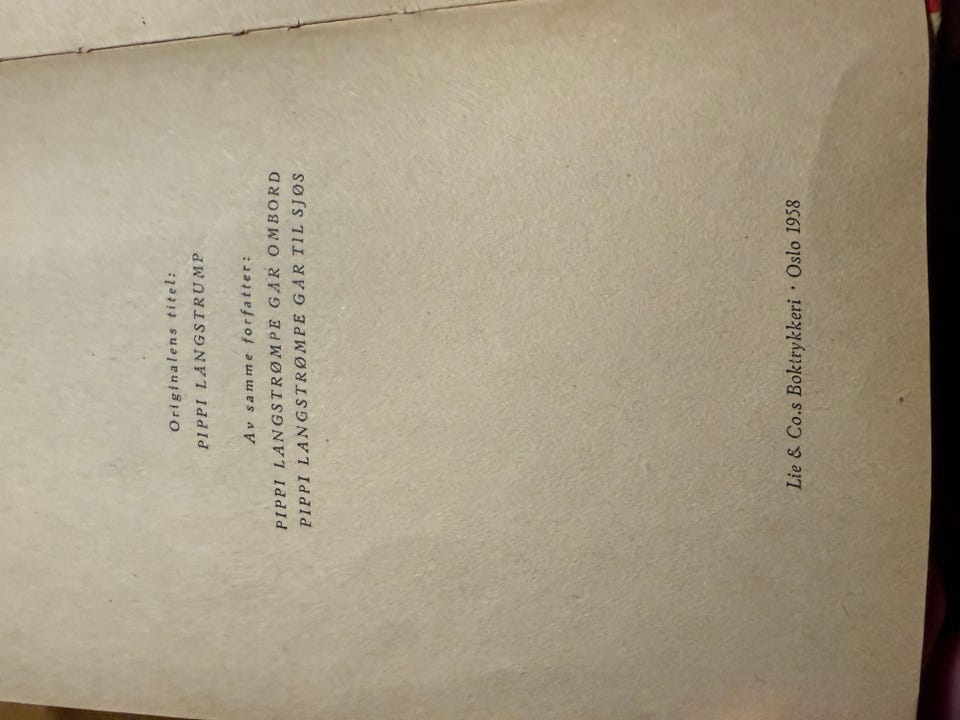 Originalens titel:
PIPPI LÅNGSTRUMP
Av samme forfatter:
PIPPI LANGSTRØMPE GÅR OMBORD
PIPPI LANGSTRØMPE GÅR TIL SJØS
Lie & Co.s Boktrykkeri · Oslo 1958